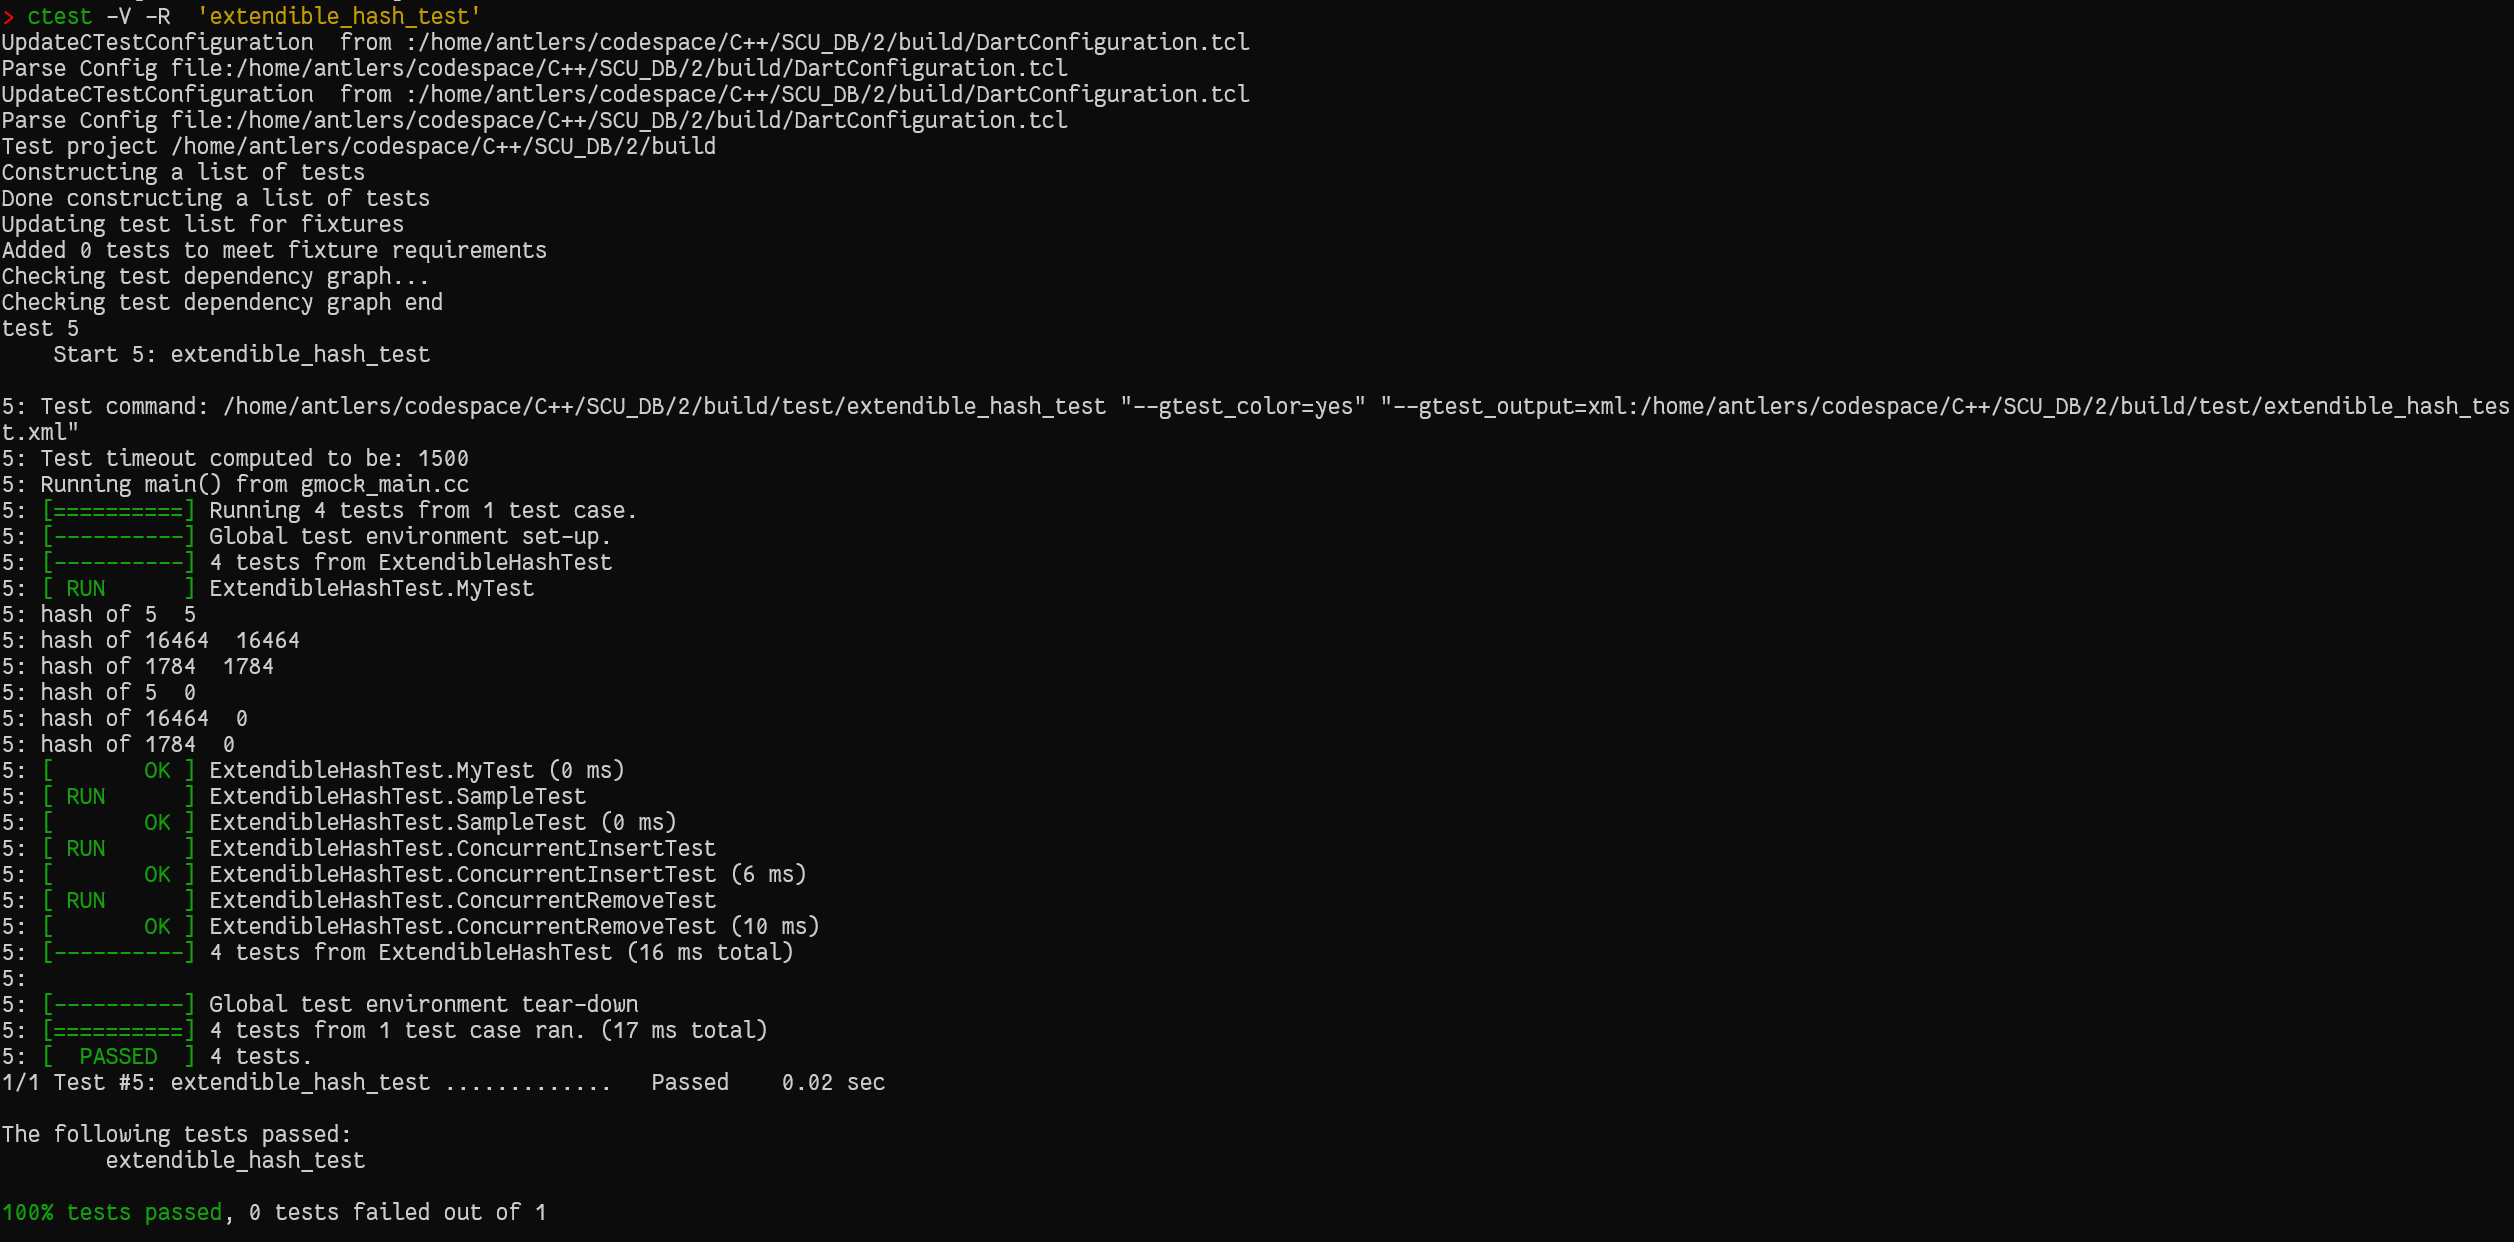 > ctest -V -R  'extendible_hash_test'
UpdateCTestConfiguration  from :/home/antlers/codespace/C++/SCU_DB/2/build/DartConfiguration.tcl
Parse Config file:/home/antlers/codespace/C++/SCU_DB/2/build/DartConfiguration.tcl
UpdateCTestConfiguration  from :/home/antlers/codespace/C++/SCU_DB/2/build/DartConfiguration.tcl
Parse Config file:/home/antlers/codespace/C++/SCU_DB/2/build/DartConfiguration.tcl
Test project /home/antlers/codespace/C++/SCU_DB/2/build
Constructing a list of tests
Done constructing a list of tests
Updating test list for fixtures
Added 0 tests to meet fixture requirements
Checking test dependency graph...
Checking test dependency graph end
test 5
    Start 5: extendible_hash_test

5: Test command: /home/antlers/codespace/C++/SCU_DB/2/build/test/extendible_hash_test "--gtest_color=yes" "--gtest_output=xml:/home/antlers/codespace/C++/SCU_DB/2/build/test/extendible_hash_tes
t.xml"
5: Test timeout computed to be: 1500
5: Running main() from gmock_main.cc
5: [==========] Running 4 tests from 1 test case.
5: [----------] Global test environment set-up.
5: [----------] 4 tests from ExtendibleHashTest
5: [ RUN      ] ExtendibleHashTest.MyTest
5: hash of 5  5
5: hash of 16464  16464
5: hash of 1784  1784
5: hash of 5  0
5: hash of 16464  0
5: hash of 1784  0
5: [       OK ] ExtendibleHashTest.MyTest (0 ms)
5: [ RUN      ] ExtendibleHashTest.SampleTest
5: [       OK ] ExtendibleHashTest.SampleTest (0 ms)
5: [ RUN      ] ExtendibleHashTest.ConcurrentInsertTest
5: [       OK ] ExtendibleHashTest.ConcurrentInsertTest (6 ms)
5: [ RUN      ] ExtendibleHashTest.ConcurrentRemoveTest
5: [       OK ] ExtendibleHashTest.ConcurrentRemoveTest (10 ms)
5: [----------] 4 tests from ExtendibleHashTest (16 ms total)
5:
5: [----------] Global test environment tear-down
5: [==========] 4 tests from 1 test case ran. (17 ms total)
5: [  PASSED  ] 4 tests.
1/1 Test #5: extendible_hash_test .............   Passed    0.02 sec

The following tests passed:
        extendible_hash_test

100% tests passed, 0 tests failed out of 1